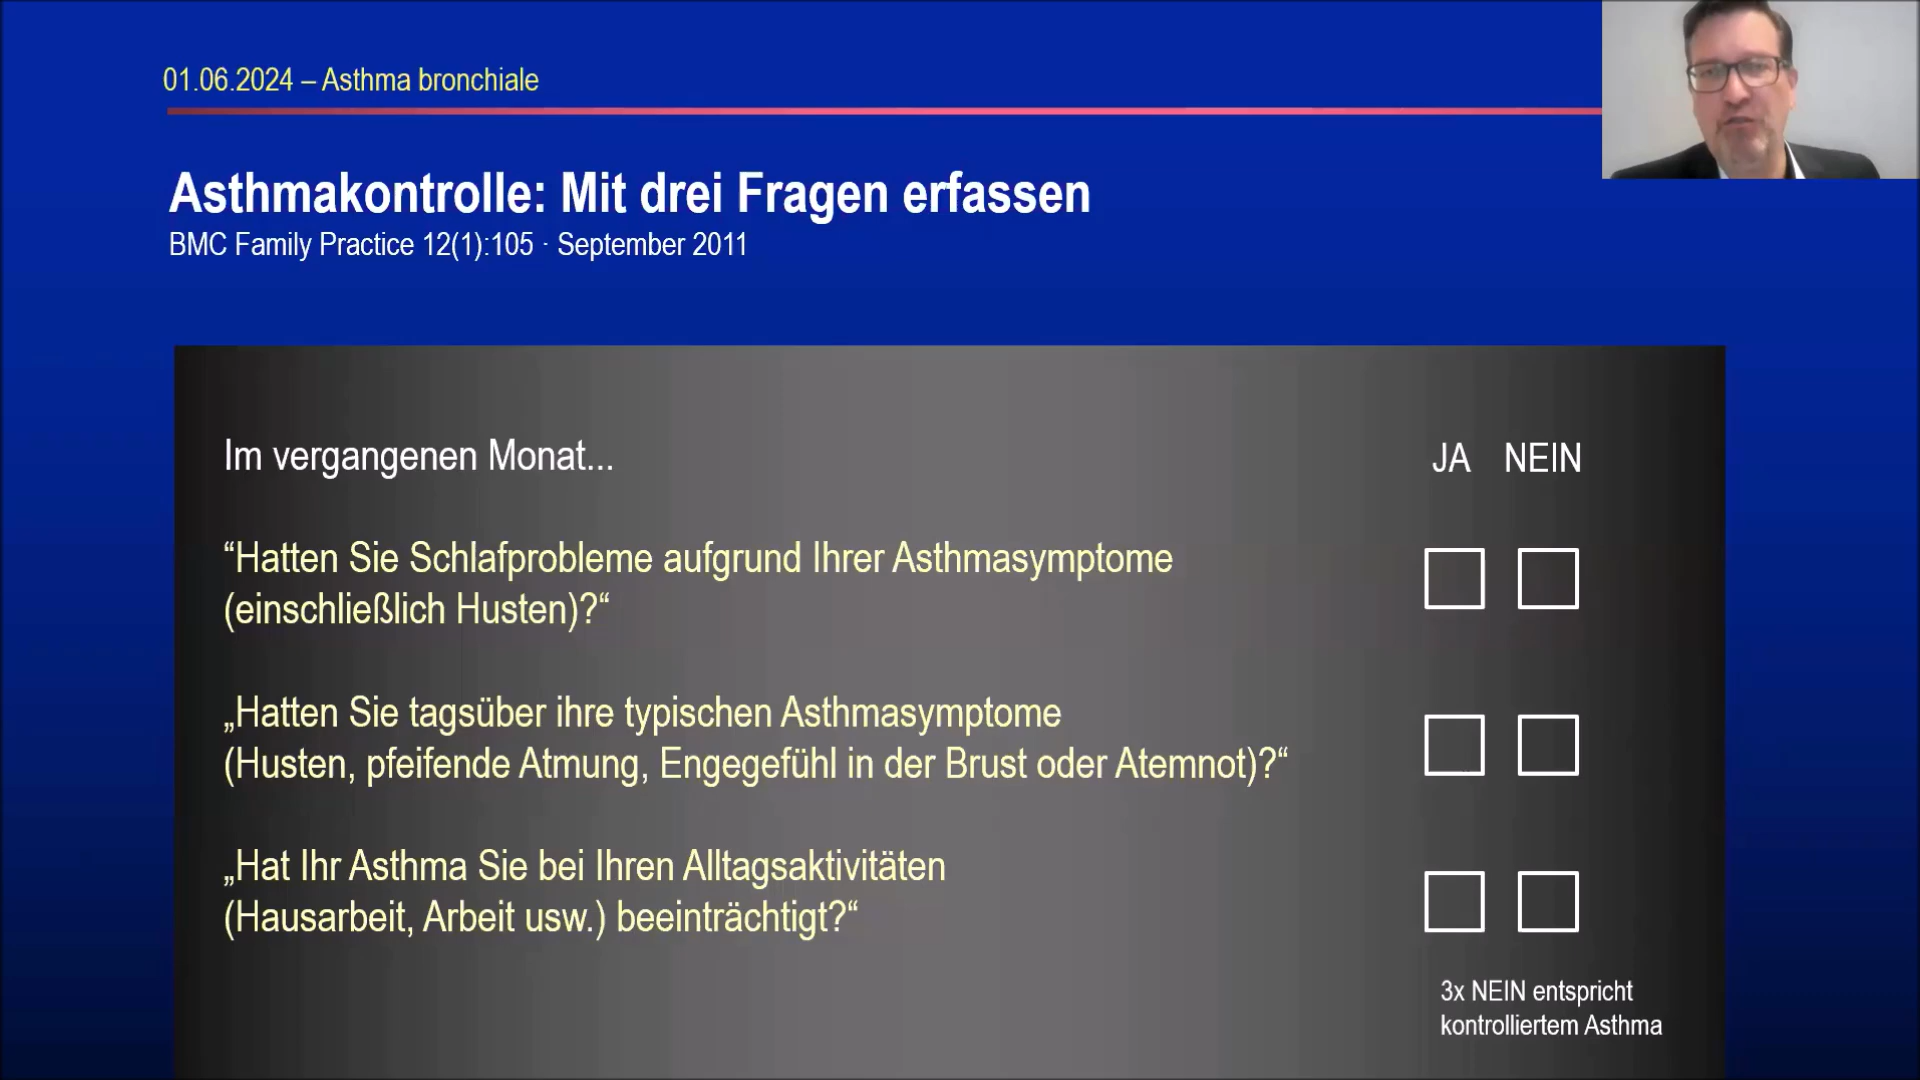 01.06.2024 – Asthma bronchiale
Asthmakontrolle: Mit drei Fragen erfassen
BMC Family Practice 12(1):105 · September 2011
Im vergangenen Monat...
JA NEIN
“Hatten Sie Schlafprobleme aufgrund Ihrer Asthmasymptome
(einschließlich Husten)?“
„Hatten Sie tagsüber ihre typischen Asthmasymptome
(Husten, pfeifende Atmung, Engegefühl in der Brust oder Atemnot)?“
„Hat Ihr Asthma Sie bei Ihren Alltagsaktivitäten
(Hausarbeit, Arbeit usw.) beeinträchtigt?“
3x NEIN entspricht
kontrolliertem Asthma